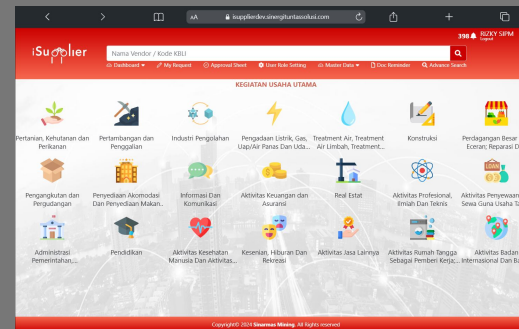 AA isupplierdev.sinergituntassolusi.com
398 RIZKY SIPM
Logout
iSupplier
Nama Vendor / Kode KBLI
Dashboard My Request Approval Sheet User Role Setting Master Data Doc Reminder Advance Search
KEGIATAN USAHA UTAMA
Pertanian, Kehutanan dan Perikanan
Pertambangan dan Penggalian
Industri Pengolahan
Pengadaan Listrik, Gas, Uap/Air Panas Dan Uda...
Treatment Air, Treatment Air Limbah, Treatment...
Konstruksi
Perdagangan Besar
Eceran; Reparasi D
Pengangkutan dan Pergudangan
Penyediaan Akomodasi Dan Penyediaan Makan..
Informasi Dan Komunikasi
Aktivitas Keuangan dan Asuransi
Real Estat
Aktivitas Profesional, Ilmiah Dan Teknis
LOAN
Aktivitas Penyewaan
Sewa Guna Usaha Ta
Administrasi Pemerintahan,...
Pendidikan
Aktivitas Kesehatan Manusia Dan Aktivitas...
Kesenian, Hiburan Dan Rekreasi
Aktivitas Jasa Lainnya
Aktivitas Rumah Tangga Sebagai Pemberi Kerja;...
Aktivitas Badan
Internasional Dan Ba
Copyright© 2024 Sinarmas Mining. All Rights reserved